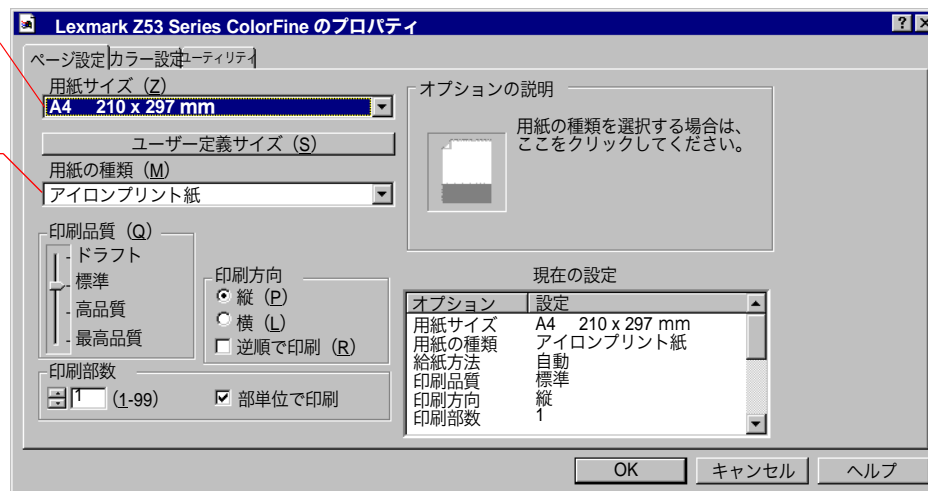 Lexmark Z53 Series ColorFine のプロパティ
ページ設定 カラー設定 ユーティリティ
用紙サイズ (Z)
A4 210 x 297 mm
ユーザー定義サイズ (S)
用紙の種類 (M)
アイロンプリント紙
オプションの説明
用紙の種類を選択する場合は、
ここをクリックしてください。
印刷品質 (Q)
ドラフト
標準
高品質
最高品質
印刷方向
縦 (P)
横 (L)
逆順で印刷 (R)
印刷部数
1 (1-99)
部単位で印刷
現在の設定
オプション 設定
用紙サイズ A4 210 x 297 mm
用紙の種類 アイロンプリント紙
給紙方法 自動
印刷品質 標準
印刷方向 縦
印刷部数 1
OK キャンセル ヘルプ